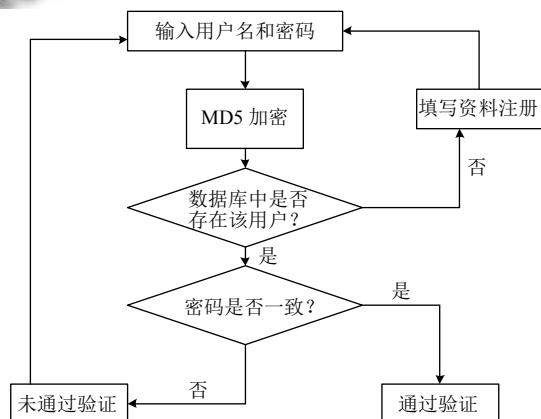 输入用户名和密码
MD5 加密
填写资料注册
否
数据库中是否
存在该用户？
是
密码是否一致？
是
否
未通过验证
通过验证